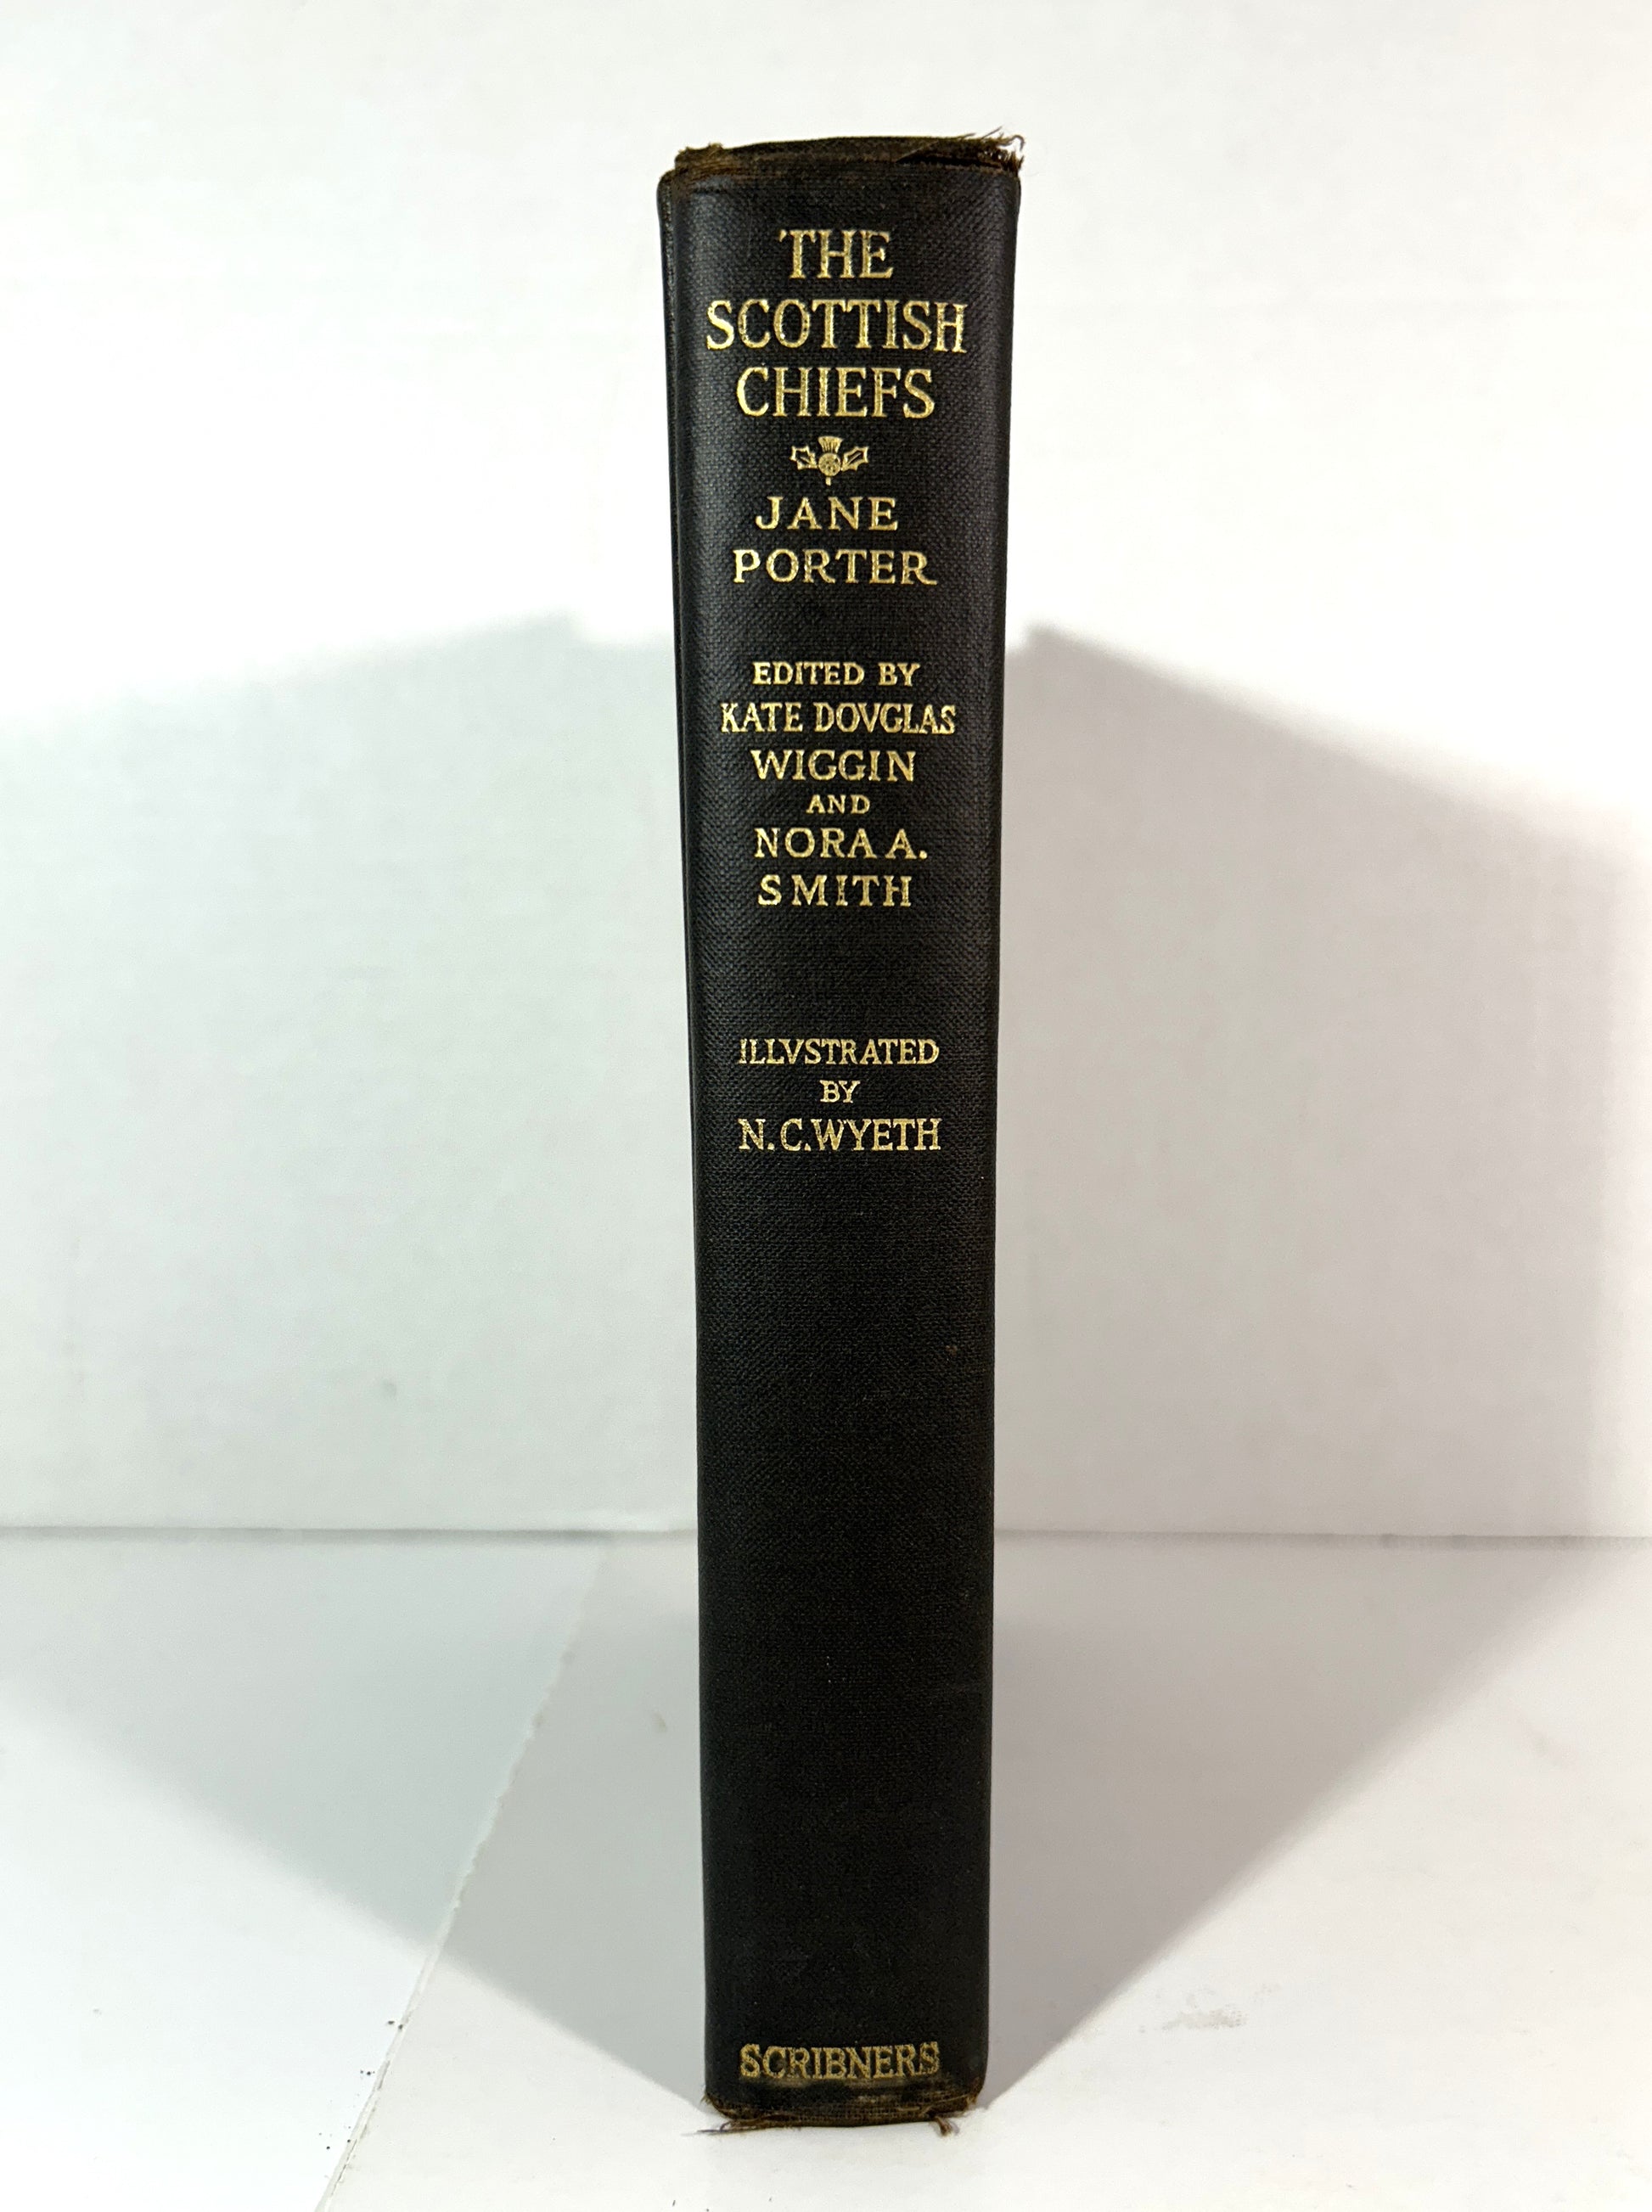 THE
SCOTTISH
CHIEFS
JANE
PORTER
EDITED BY
KATE DOVGLAS
WIGGIN
AND
NORA A.
SMITH
ILLVSTRATED
BY
N.C.WYETH
SCRIBNERS